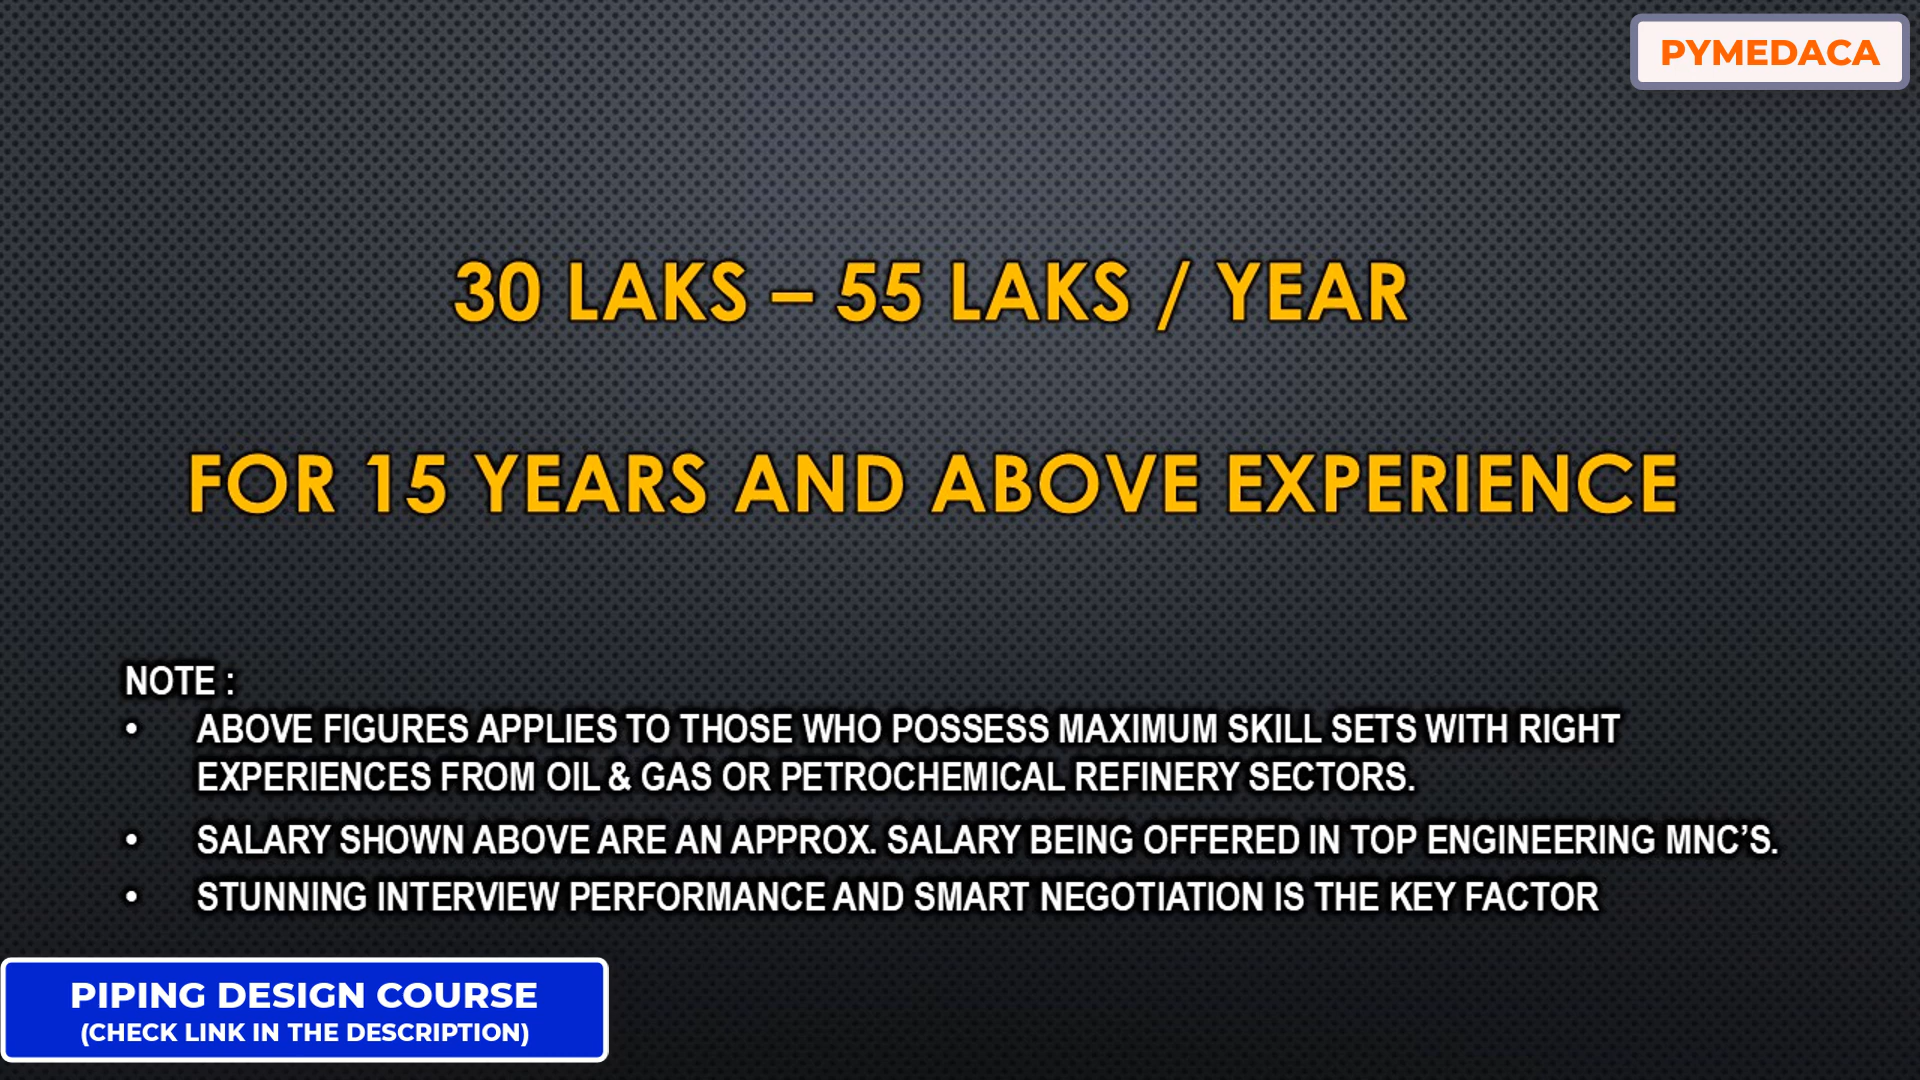 PYMEDACA
30 LAKS – 55 LAKS / YEAR
FOR 15 YEARS AND ABOVE EXPERIENCE
NOTE :
• ABOVE FIGURES APPLIES TO THOSE WHO POSSESS MAXIMUM SKILL SETS WITH RIGHT
EXPERIENCES FROM OIL & GAS OR PETROCHEMICAL REFINERY SECTORS.
• SALARY SHOWN ABOVE ARE AN APPROX. SALARY BEING OFFERED IN TOP ENGINEERING MNC’S.
• STUNNING INTERVIEW PERFORMANCE AND SMART NEGOTIATION IS THE KEY FACTOR
PIPING DESIGN COURSE
(CHECK LINK IN THE DESCRIPTION)